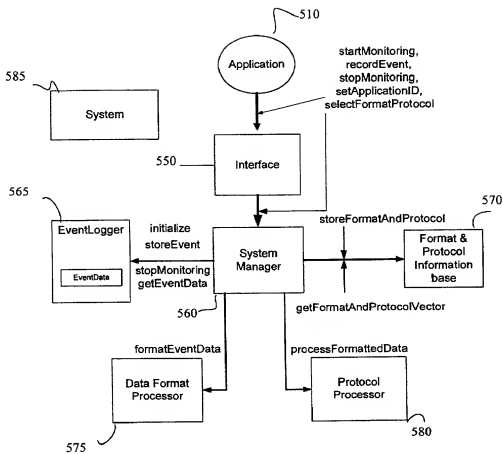 510
Application
startMonitoring,
recordEvent,
stopMonitoring,
setApplicationID,
selectFormatProtocol
585
System
550
Interface
565
EventLogger
EventData
initialize
storeEvent
stopMonitoring
getEventData
System
Manager
560
storeFormatAndProtocol
getFormatAndProtocolVector
570
Format &
Protocol
Information
base
formatEventData
processFormattedData
Data Format
Processor
575
Protocol
Processor
580